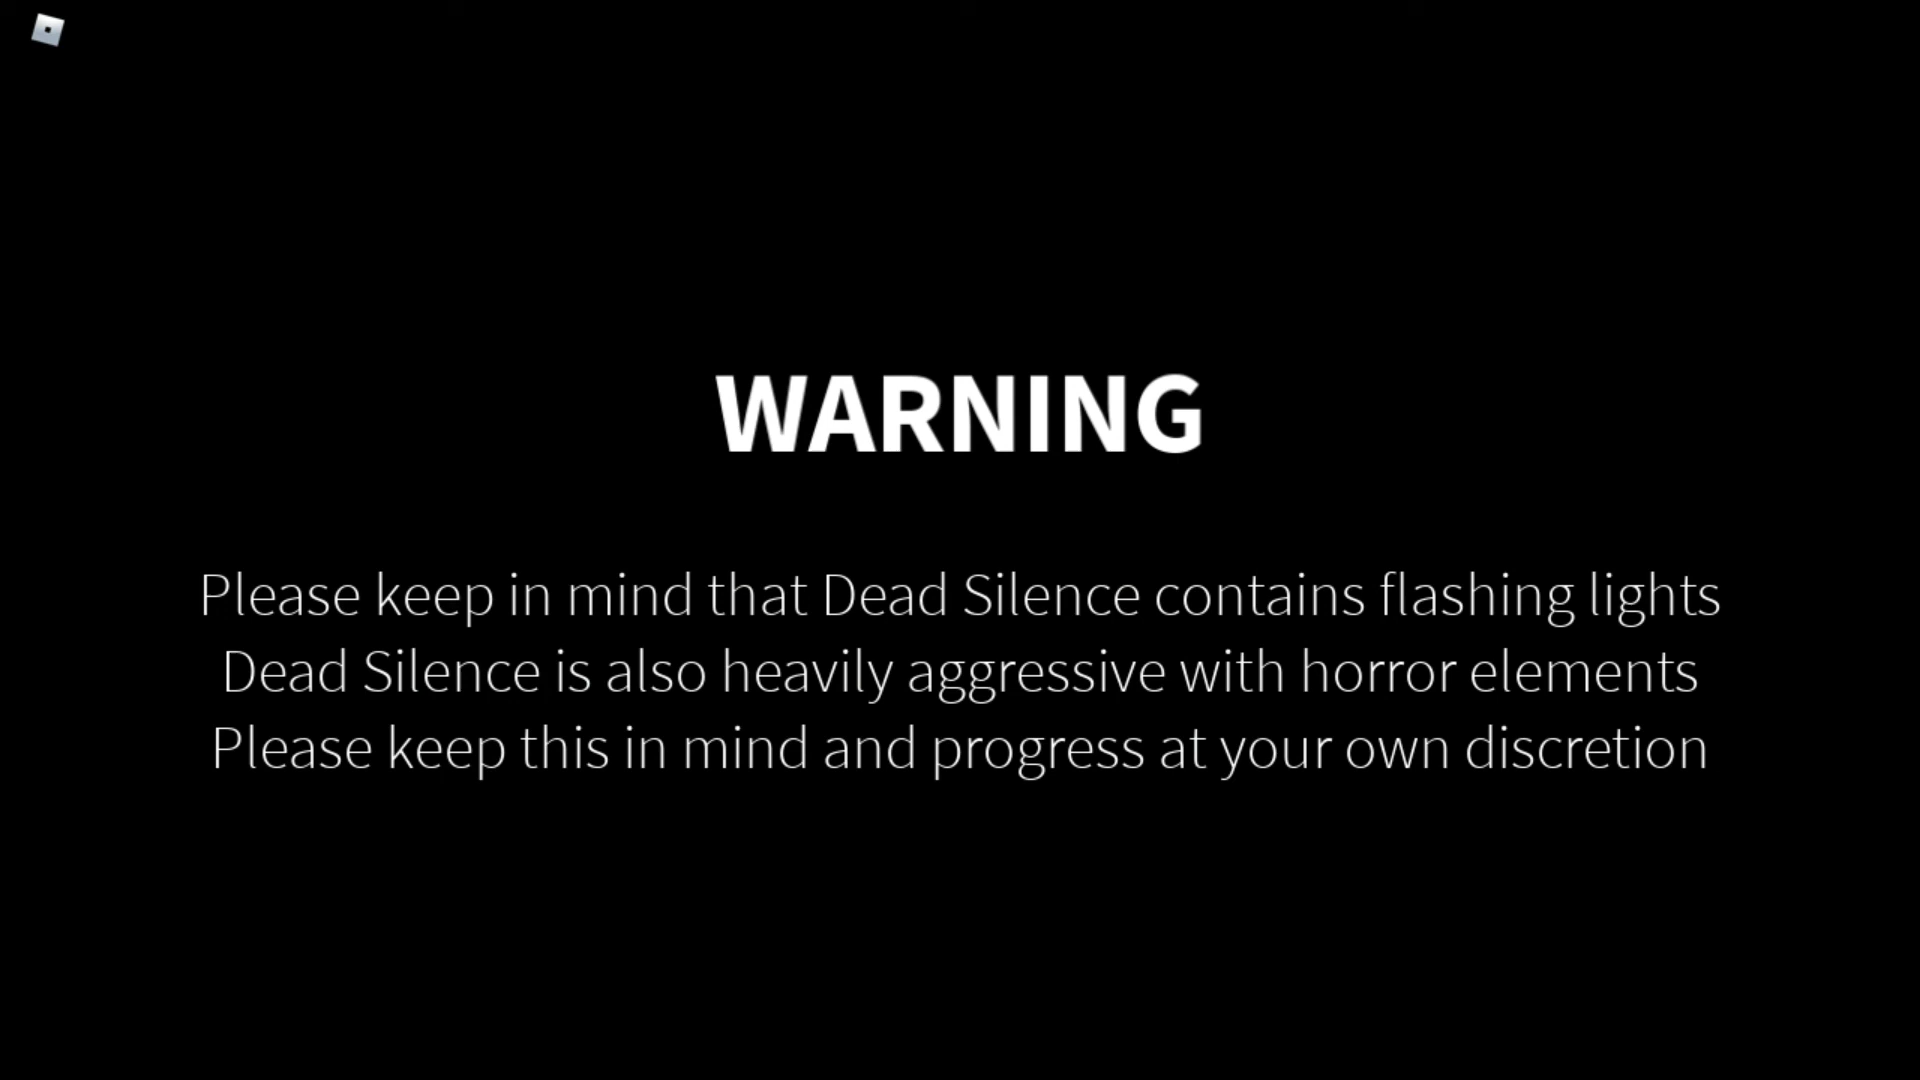 WARNING
Please keep in mind that Dead Silence contains flashing lights
Dead Silence is also heavily aggressive with horror elements
Please keep this in mind and progress at your own discretion